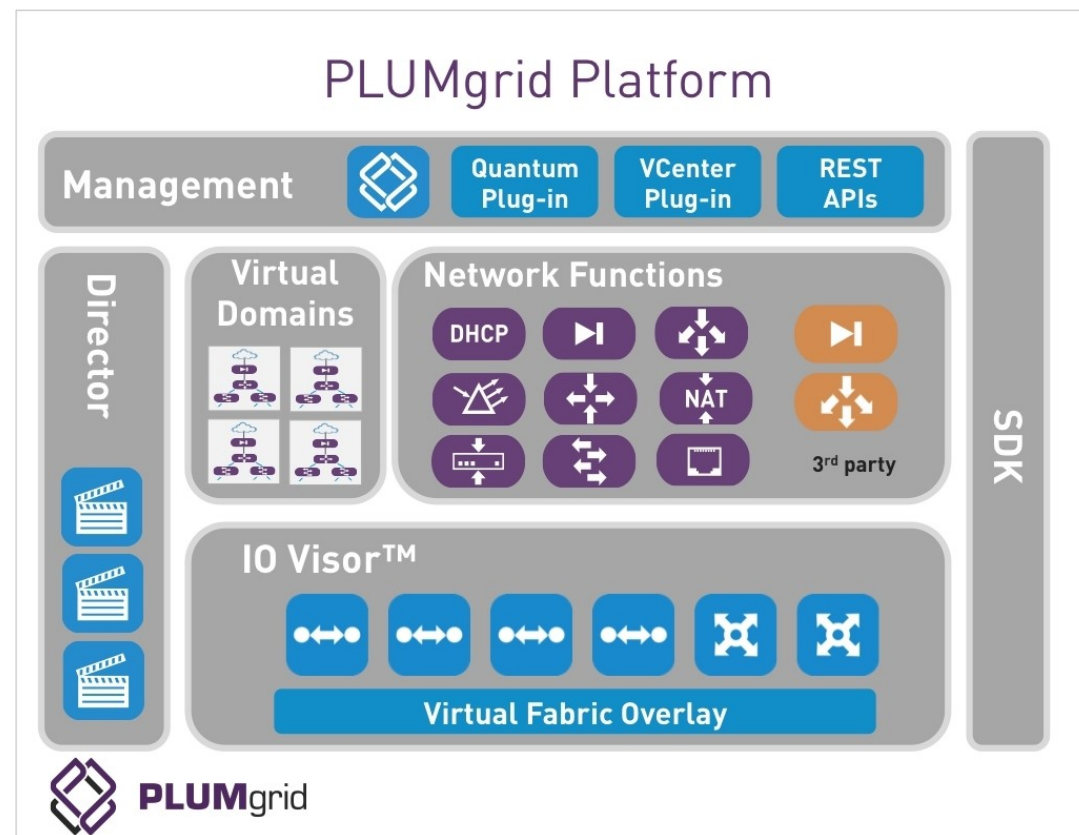 PLUMgrid Platform
Management
Quantum
Plug-in
VCenter
Plug-in
REST
APIs
Director
Virtual
Domains
Network Functions
DHCP
NAT
3rd party
SDK
IO Visor™
Virtual Fabric Overlay
PLUMgrid